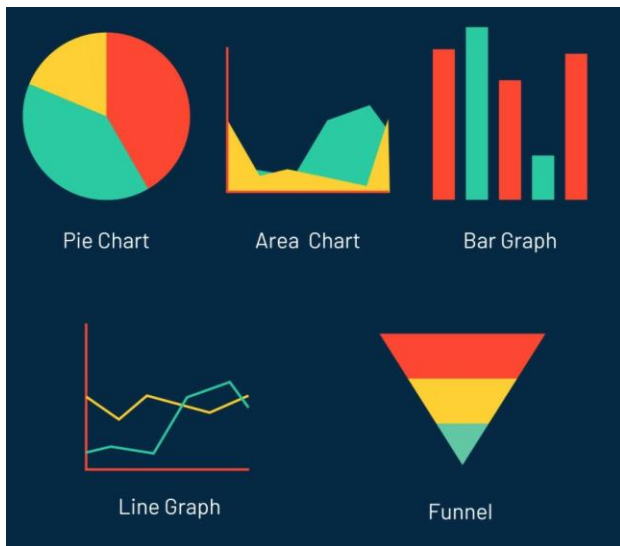 Pie Chart
Area  Chart
Bar Graph
Line Graph
Funnel